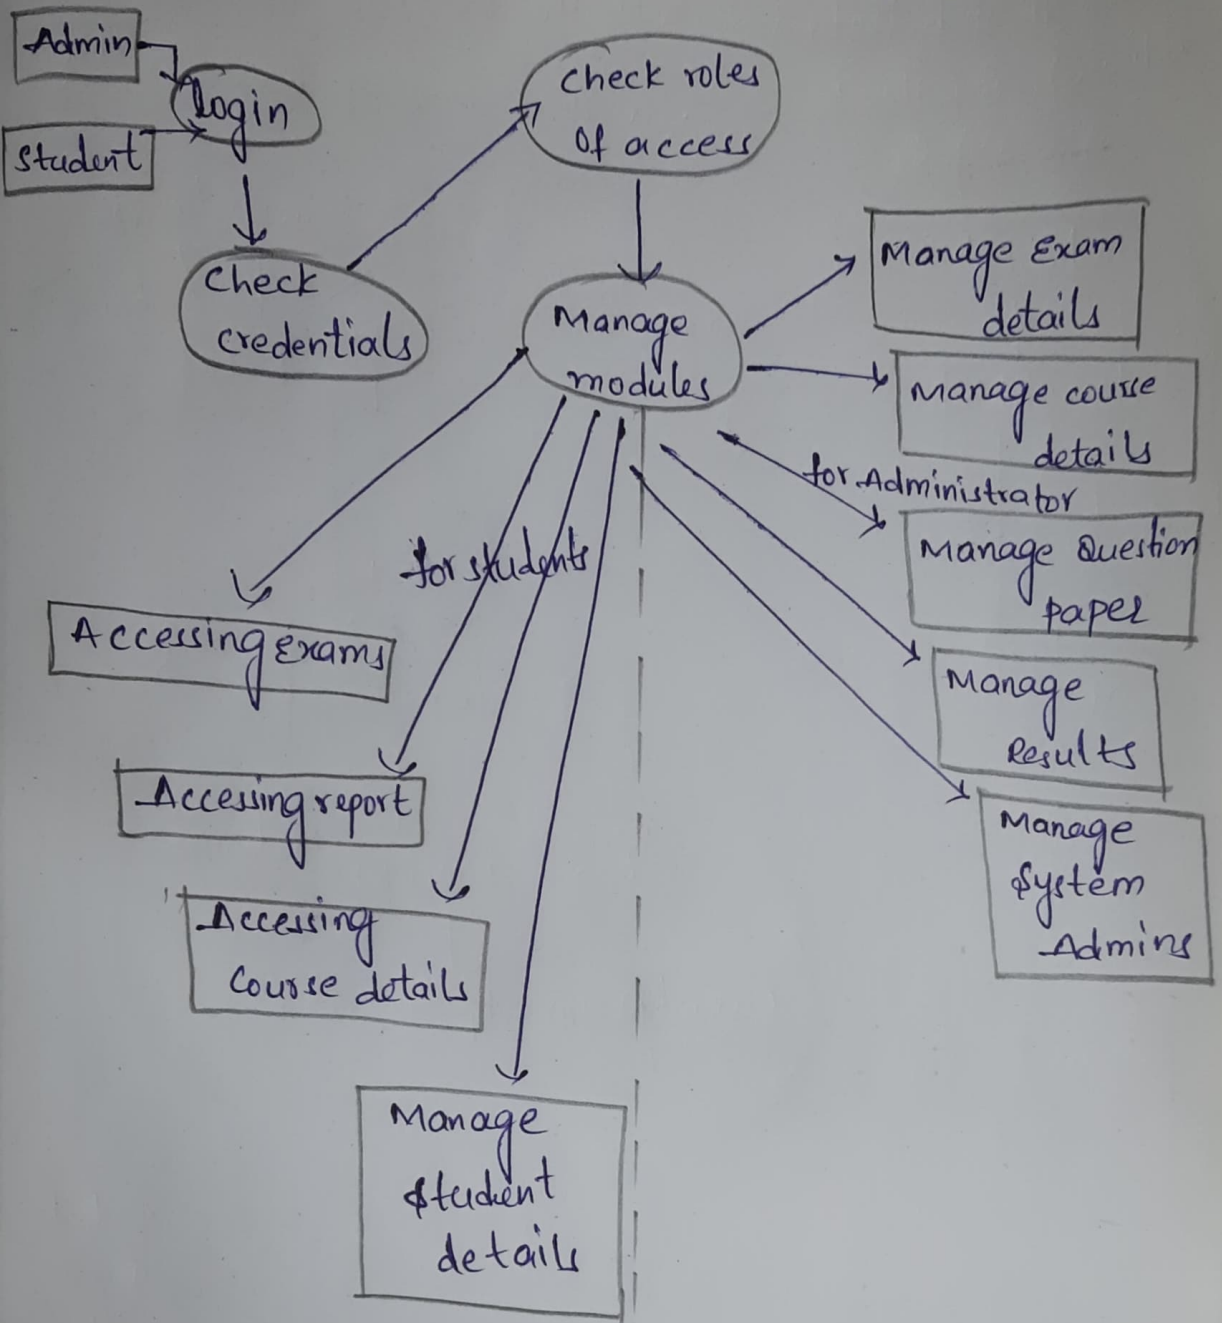 Admin
Login
Student
Check
credentials
Check roles
of access
Manage
modules
Manage Exam
details
Manage course
details
for Administrator
Manage Question
paper
Manage
Results
Manage
System
Admins
for students
Accessing Exams
Accessing report
Accessing
Course details
Manage
Student
details